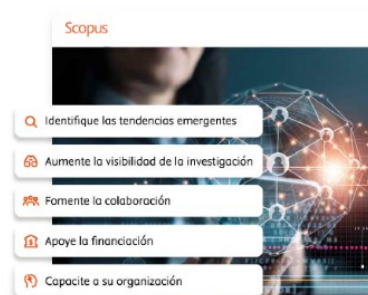 Scopus
Identifique las tendencias emergentes
Aumente la visibilidad de la investigación
Fomente la colaboración
Apoye la financiación
Capacite a su organización